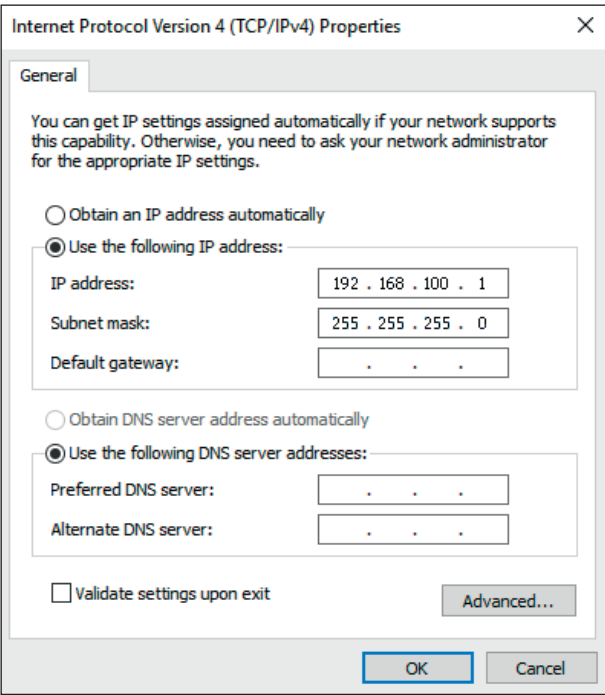 Internet Protocol Version 4 (TCP/IPv4) Properties
General
You can get IP settings assigned automatically if your network supports
this capability. Otherwise, you need to ask your network administrator
for the appropriate IP settings.
Obtain an IP address automatically
Use the following IP address:
IP address: 192 . 168 . 100 . 1
Subnet mask: 255 . 255 . 255 . 0
Default gateway: . . .
Obtain DNS server address automatically
Use the following DNS server addresses:
Preferred DNS server: . . .
Alternate DNS server: . . .
Validate settings upon exit
Advanced...
OK Cancel